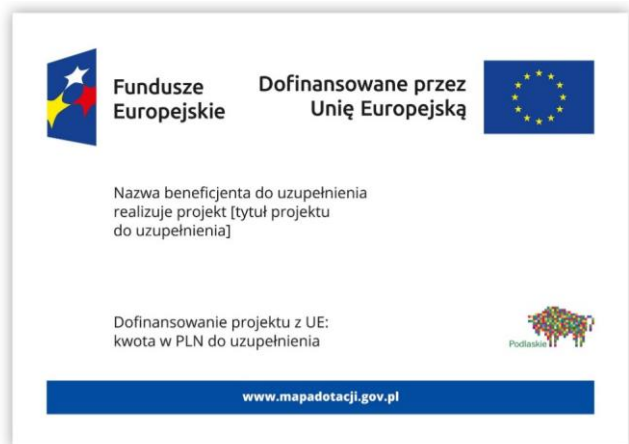 Fundusze
Europejskie
Dofinansowane przez
Unię Europejską
Nazwa beneficjenta do uzupełnienia
realizuje projekt [tytuł projektu
do uzupełnienia]
Dofinansowanie projektu z UE:
kwota w PLN do uzupełnienia
Podlaskie
www.mapadotacji.gov.pl